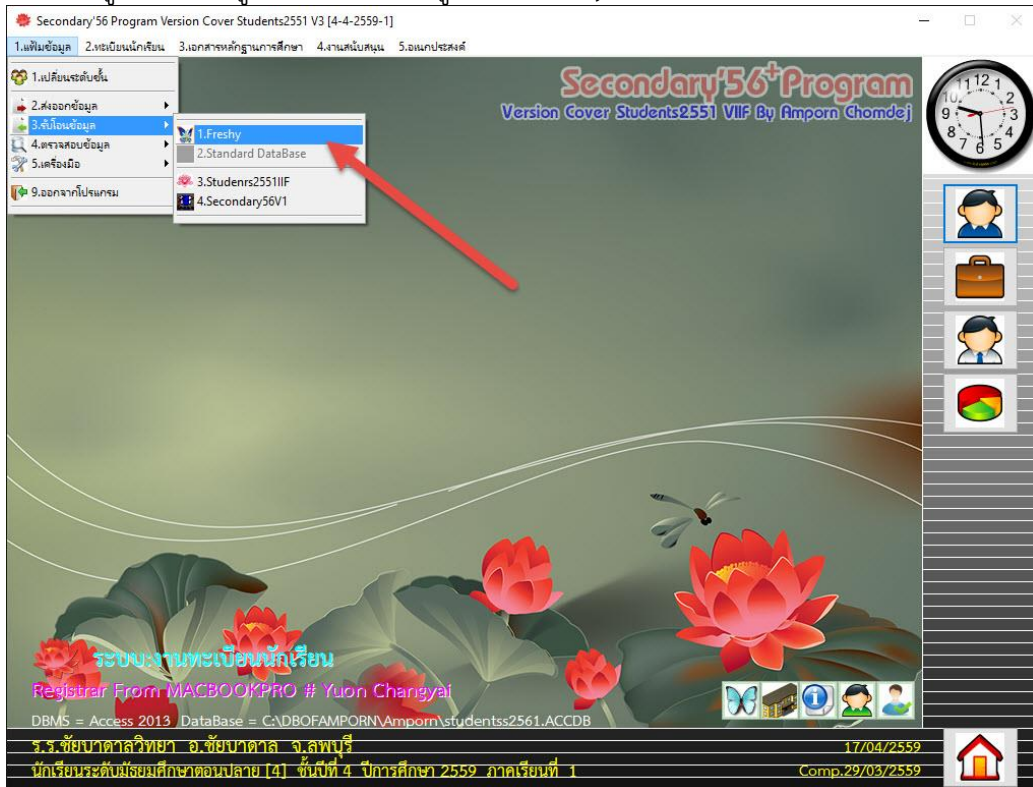 Secondary'56 Program Version Cover Students2551 V3 [4-4-2559-1]
1.แฟ้มข้อมูล 2.ทะเบียนนักเรียน 3.เอกสารหลักฐานการศึกษา 4.งานสนับสนุน 5.อเนกประสงค์
1.เปลี่ยนระดับชั้น
2.ส่งออกข้อมูล
3.รับโอนข้อมูล
4.ตรวจสอบข้อมูล
5.เครื่องมือ
9.ออกจากโปรแกรม
1.Freshy
2.Standard DataBase
3.Studenrs2551IIF
4.Secondary56V1
Secondary'56+Program
Version Cover Students2551 VIIF By Amporn Chomdej
11 12 1
10 2
9 3
8 4
7 6 5
ระบบ:งานทะเบียนนักเรียน
Registrar From MACBOOKPRO # Yuon Changyai
DBMS = Access 2013 DataBase = C:\DBOFAMPORN\Amporn\studentss2561.ACCDB
ร.ร.ชัยบาดาลวิทยา อ.ชัยบาดาล จ.ลพบุรี 17/04/2559
นักเรียนระดับมัธยมศึกษาตอนปลาย [4] ชั้นปีที่ 4 ปีการศึกษา 2559 ภาคเรียนที่ 1 Comp.29/03/2559